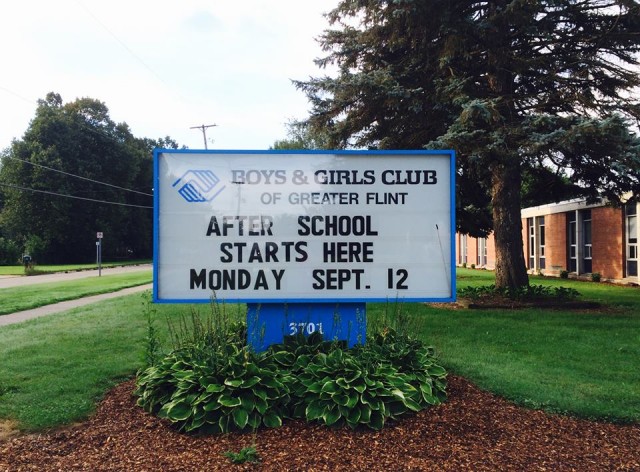 BOYS & GIRLS CLUB
OF GREATER FLINT
AFTER SCHOOL
STARTS HERE
MONDAY SEPT. 12
3701